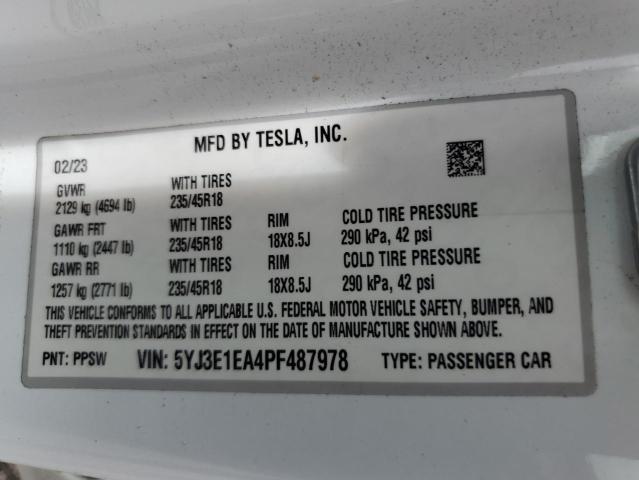 MFD BY TESLA, INC.
02/23
GVWR WITH TIRES
2129 kg (4694 lb) 235/45R18
GAWR FRT WITH TIRES RIM COLD TIRE PRESSURE
1110 kg (2447 lb) 235/45R18 18X8.5J 290 kPa, 42 psi
GAWR RR WITH TIRES RIM COLD TIRE PRESSURE
1257 kg (2771 lb) 235/45R18 18X8.5J 290 kPa, 42 psi
THIS VEHICLE CONFORMS TO ALL APPLICABLE U.S. FEDERAL MOTOR VEHICLE SAFETY, BUMPER, AND
THEFT PREVENTION STANDARDS IN EFFECT ON THE DATE OF MANUFACTURE SHOWN ABOVE.
PNT: PPSW VIN: 5YJ3E1EA4PF487978 TYPE: PASSENGER CAR